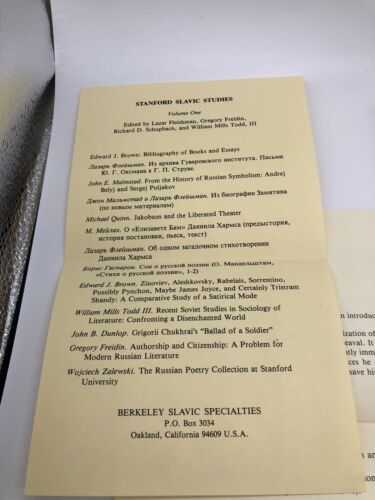 STANFORD SLAVIC STUDIES
Volume One
Edited by Lazar Fleishman, Gregory Freidin,
Richard D. Schupbach, and William Mills Todd, III
Edward J. Brown: Bibliography of Books and Essays
Лазарь Флейшман. Из архива Гуверовского института. Письма
Ю. Г. Оксмана к Г. П. Струве.
John E. Malmstad. From the History of Russian Symbolism: Andrej
Belyj and Sergej Poljakov
Джон Мальмстад и Лазарь Флейшман. Из биографии Замятина
(по новым материалам)
Michael Quinn. Jakobson and the Liberated Theater
М. Мейлах. О «Елизавете Бам» Даниила Хармса (предыстория,
история постановки, пьеса, текст)
Лазарь Флейшман. Об одном загадочном стихотворении
Даниила Хармса
Борис Гаспаров. Сон о русской поэзии (О. Мандельштам,
«Стихи о русской поэзии», 1-2)
Edward J. Brown. Zinoviev, Aleshkovsky, Rabelais, Sorrentino,
Possibly Pynchon, Maybe James Joyce, and Certainly Tristram
Shandy: A Comparative Study of a Satirical Mode
William Mills Todd III. Recent Soviet Studies in Sociology of
Literature: Confronting a Disenchanted World
John B. Dunlop. Grigorii Chukhrai's "Ballad of a Soldier"
Gregory Freidin. Authorship and Citizenship: A Problem for
Modern Russian Literature
Wojciech Zalewski. The Russian Poetry Collection at Stanford
University
BERKELEY SLAVIC SPECIALTIES
P.O. Box 3034
Oakland, California 94609 U.S.A.